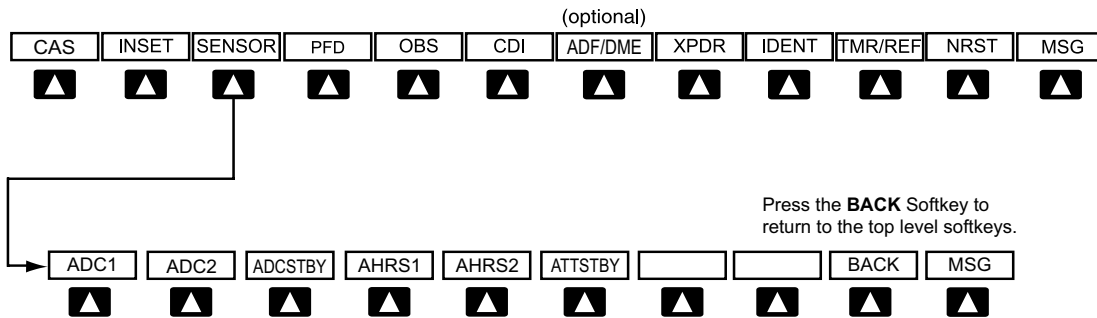 (optional)
CAS INSET SENSOR PFD OBS CDI ADF/DME XPDR IDENT TMR/REF NRST MSG
Press the BACK Softkey to
return to the top level softkeys.
ADC1 ADC2 ADCSTBY AHRS1 AHRS2 ATTSTBY BACK MSG